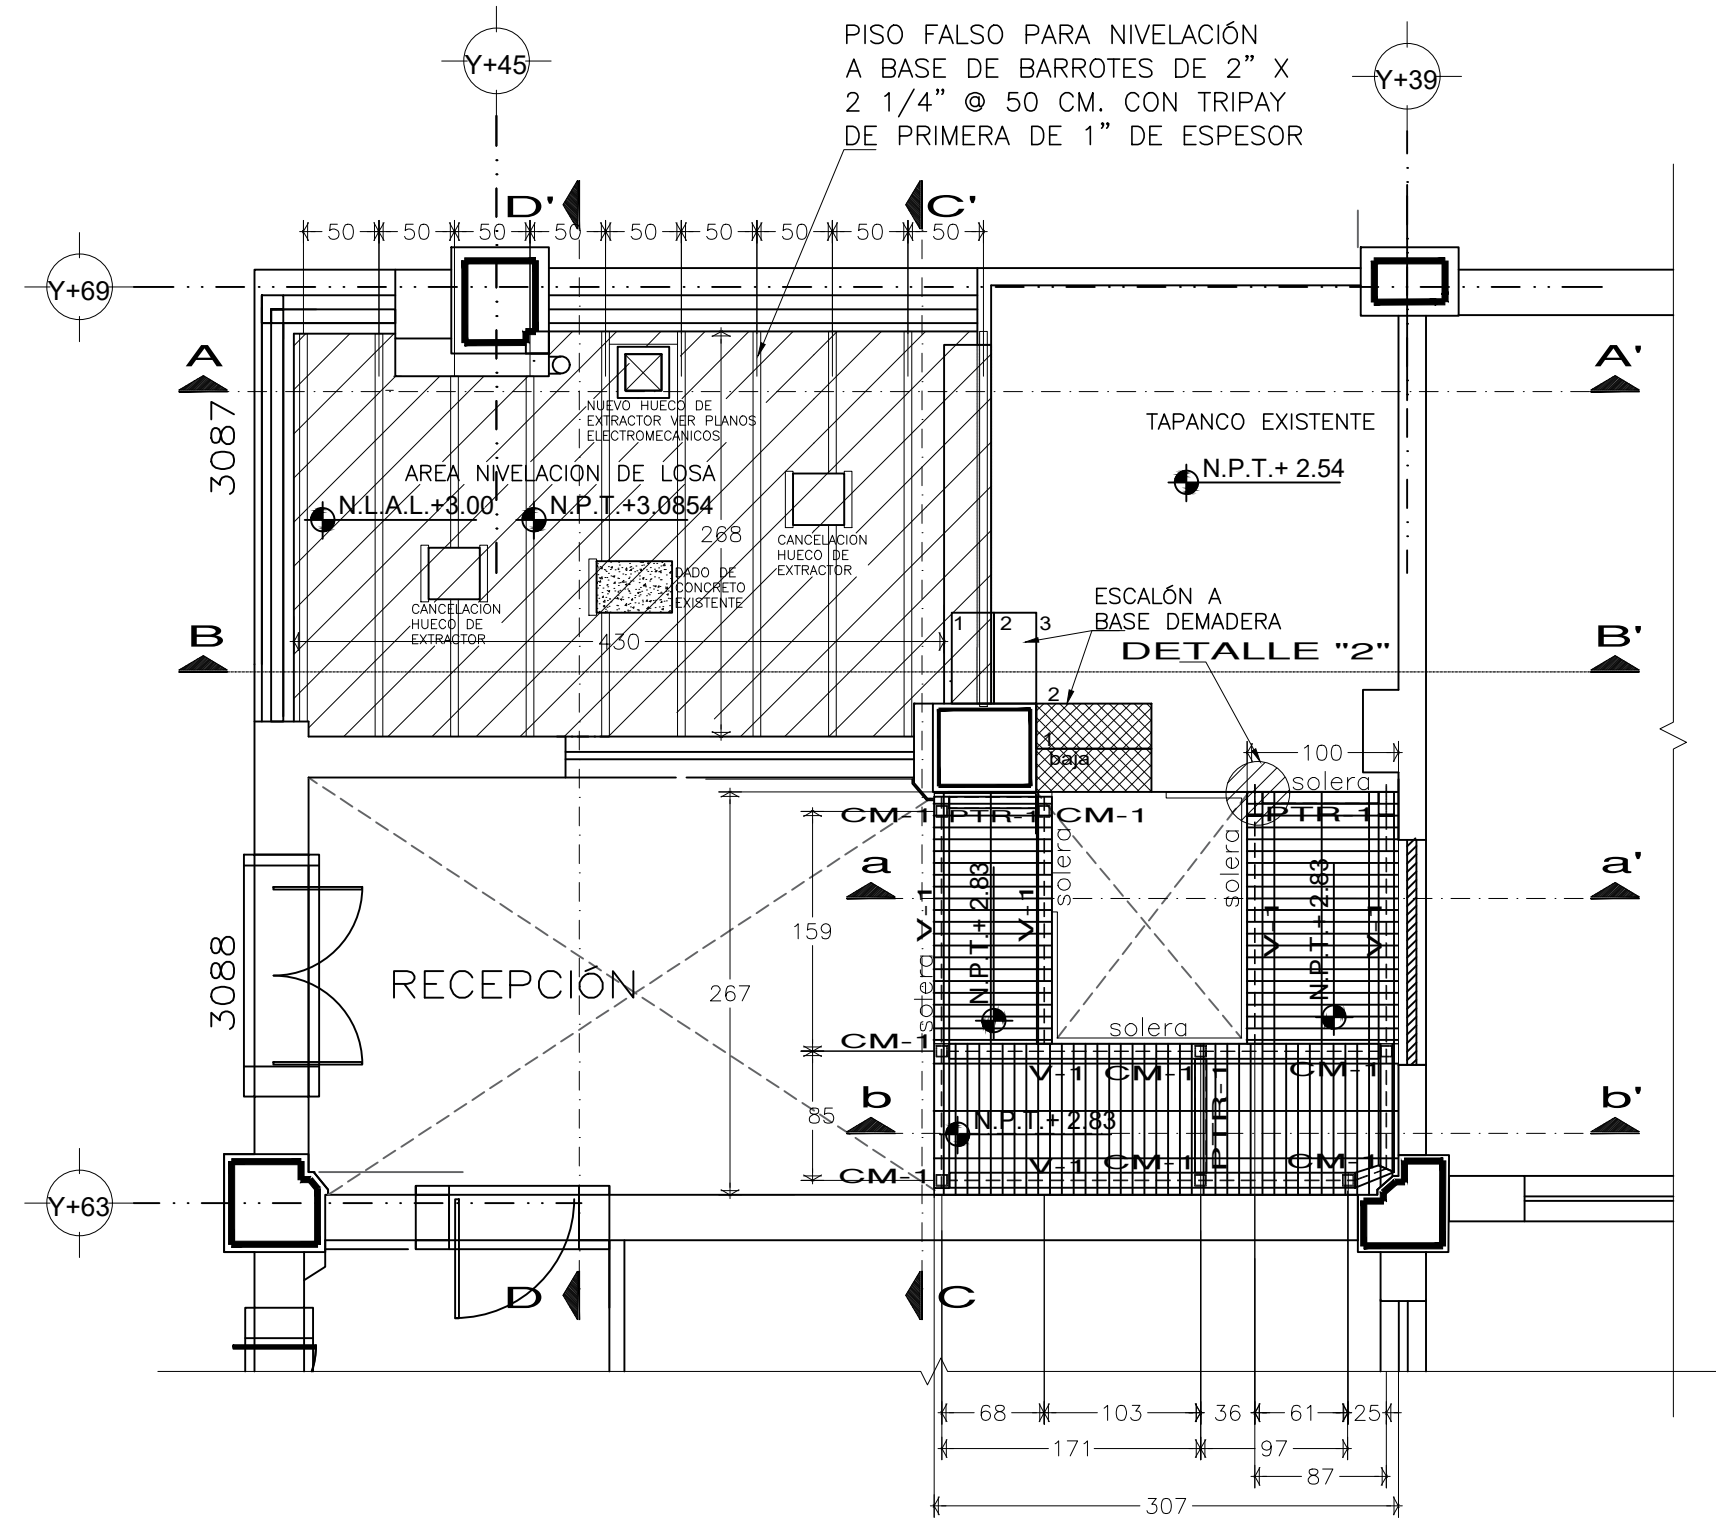 PISO FALSO PARA NIVELACIÓN
A BASE DE BARROTES DE 2” X
2 1/4” @ 50 CM. CON TRIPAY
DE PRIMERA DE 1” DE ESPESOR
Y+45
Y+39
D'
C'
50 50 50 50 50 50 50 50 50
Y+69
A
A'
3087
NUEVO HUECO DE
EXTRACTOR VER PLANOS
ELECTROMECANICOS
TAPANCO EXISTENTE
N.P.T.+ 2.54
AREA NIVELACION DE LOSA
N.L.A.L.+3.00
N.P.T.+3.0854
268
CANCELACION
HUECO DE
EXTRACTOR
DADO DE
CONCRETO
EXISTENTE
CANCELACION
HUECO DE
EXTRACTOR
430
ESCALÓN A
BASE DEMADERA
1 2 3
B
B'
DETALLE "2"
2
1
baja
100
solera
CM-1 PTR-1 CM-1
PTR-1
solera
solera
a
a'
N.P.T.+ 2.83
N.P.T.+ 2.83
V-1
V-1
V-1
V-1
159
3088
RECEPCIÓN
267
solera
solera
CM-1
V-1 CM-1
CM-1
PTR-1
b
b'
85
N.P.T.+ 2.83
V-1 CM-1
CM-1
CM-1
Y+63
D
C
68 103 36 61 25
171 97
87
307